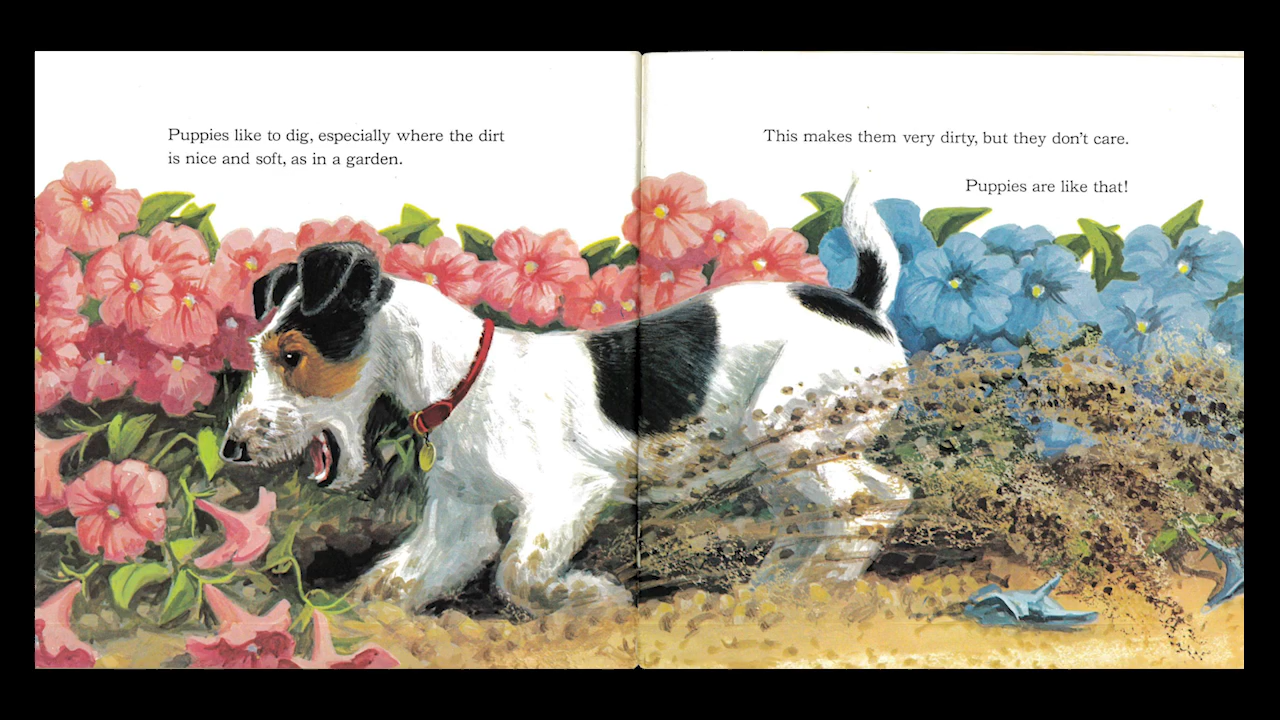 Puppies like to dig, especially where the dirt
is nice and soft, as in a garden.
This makes them very dirty, but they don't care.
Puppies are like that!